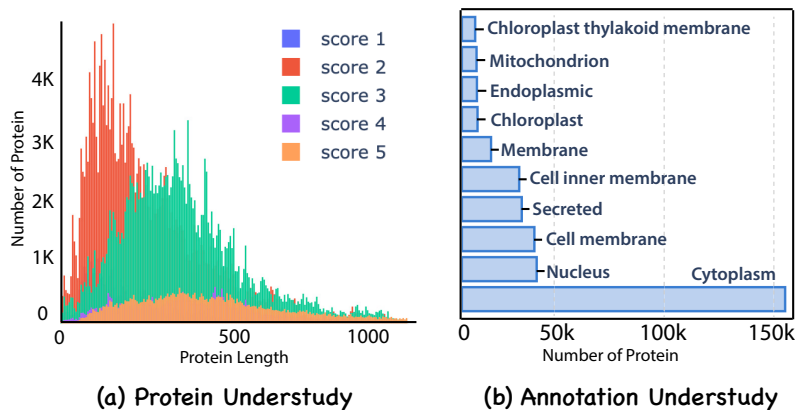 score 1
score 2
score 3
score 4
score 5
4K
3K
2K
1K
0
Number of Protein
0
500
1000
Protein Length
(a) Protein Understudy
Chloroplast thylakoid membrane
Mitochondrion
Endoplasmic
Chloroplast
Membrane
Cell inner membrane
Secreted
Cell membrane
Nucleus
Cytoplasm
0
50k
100k
150k
Number of Protein
(b) Annotation Understudy